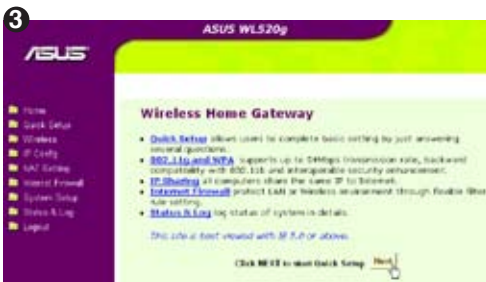 3
ASUS WL520g
ASUS
Home
Quick Setup
Wireless
IP Config
NAT Setting
Internet Firewall
System Setup
Status & Log
Logout
Wireless Home Gateway
Quick Setup allows users to complete basic setting by just answering
several questions.
802.11g and WPA supports up to 54Mbps transmission rate, backward
compatibility with 802.11b and interoperable security enhancement.
IP Sharing all computers share the same IP to Internet.
Internet Firewall protect LAN or Wireless environment through flexible filter
rule setting.
Status & Log log status of system in details.
This site is best viewed with IE 5.0 or above.
Click NEXT to start Quick Setup Next